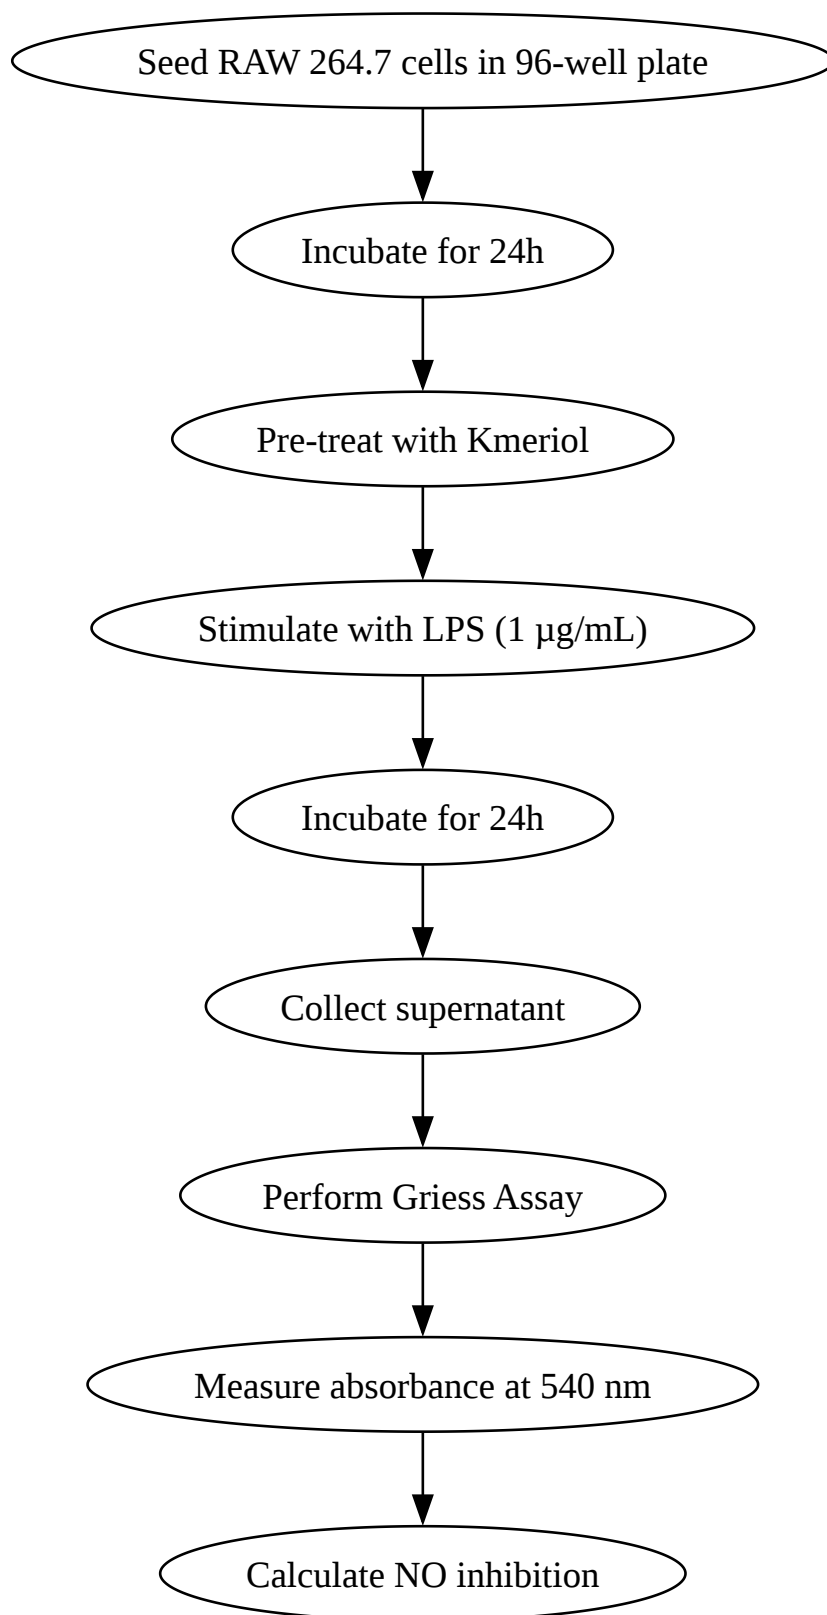 Seed RAW 264.7 cells in 96-well plate
Incubate for 24h
Pre-treat with Kmeriol
Stimulate with LPS (1 µg/mL)
Incubate for 24h
Collect supernatant
Perform Griess Assay
Measure absorbance at 540 nm
Calculate NO inhibition